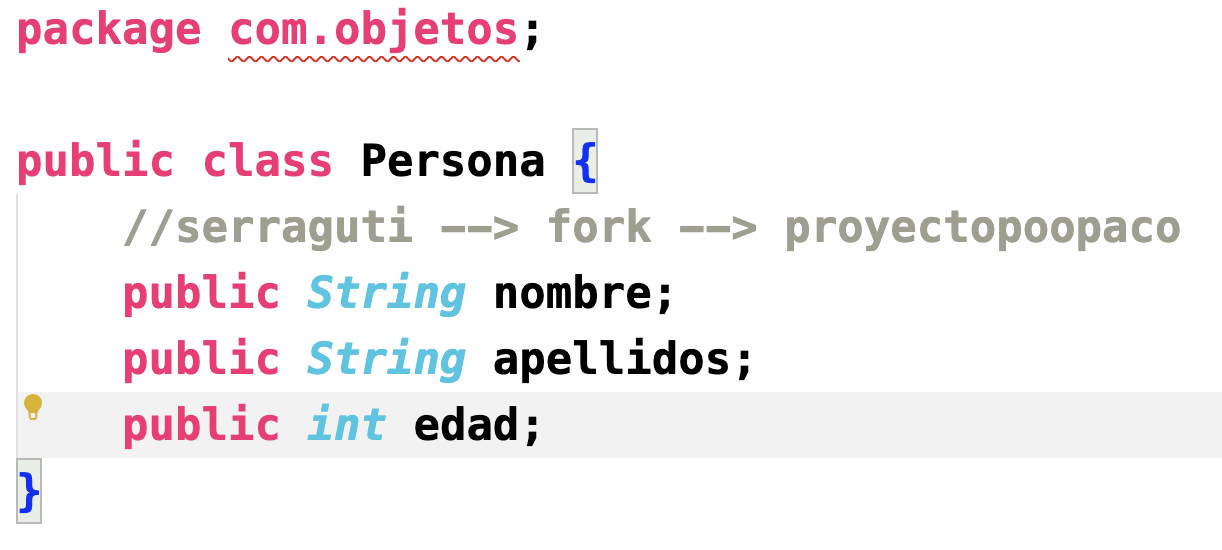 package com.objetos;
public class Persona {
//serraguti --> fork --> proyectopoopaco
public String nombre;
public String apellidos;
public int edad;
}